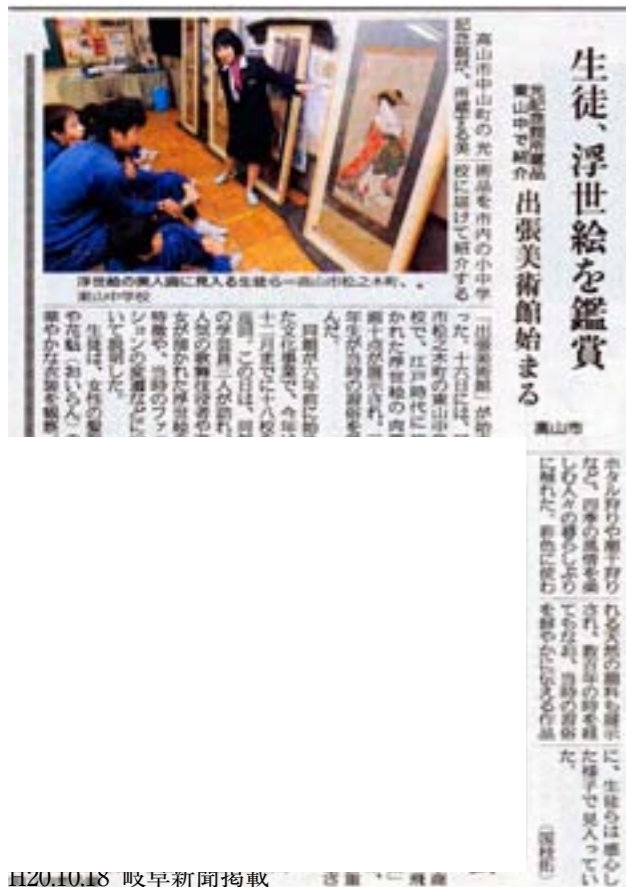 生徒、浮世絵を鑑賞
光記念館所蔵品
東山中で紹介
出張美術館始まる
高山市
高山市中山町の光
記念館が、所蔵する美
術品を市内の小中学
校に届けて紹介する
「出張美術館」が始ま
った。十六日には、同
市松之木町の東山中学
校で、江戸時代に
かれた浮世絵の肉筆
画十点が展示され、
年生が当時の習俗を
んだ。
同館が六年前に始め
た文化事業で、今年は
十二月までに十八校を
巡回。この日は、同館
の学芸員三人が訪れ、
人気の歌舞伎役者や
女が描かれた浮世絵の
特徴や、当時のファッ
ションの変遷などにつ
いて説明した。
生徒は、女性の髪
や花魁(おいらん)の
華やかな衣装を観察。
浮世絵の美人画に見入る生徒ら=高山市松之木町、
東山中学校
ホタル狩りや潮干狩り
など、四季の風情を楽
しむ人々の暮らしぶり
に触れた。彩色に使わ
れる天然の顔料も展示
され、数百年の時を経
てもなお、当時の習俗
を鮮やかに伝える作品
に、生徒らは感心し
た様子で見入ってい
た。
H20.10.18 岐阜新聞掲載